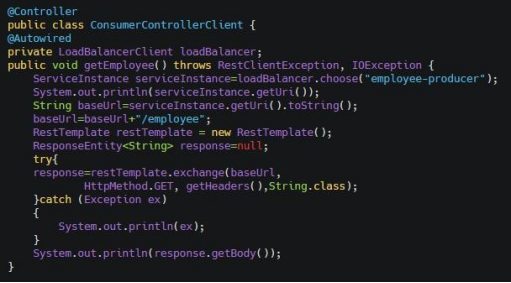 @Controller
public class ConsumerControllerClient {
@Autowired
private LoadBalancerClient loadBalancer;
public void getEmployee() throws RestClientException, IOException {
    ServiceInstance serviceInstance=loadBalancer.choose("employee-producer");
    System.out.println(serviceInstance.getUri());
    String baseUrl=serviceInstance.getUri().toString();
    baseUrl=baseUrl+"/employee";
    RestTemplate restTemplate = new RestTemplate();
    ResponseEntity<String> response=null;
    try{
    response=restTemplate.exchange(baseUrl,
            HttpMethod.GET, getHeaders(),String.class);
    }catch (Exception ex)
    {
        System.out.println(ex);
    }
    System.out.println(response.getBody());
}